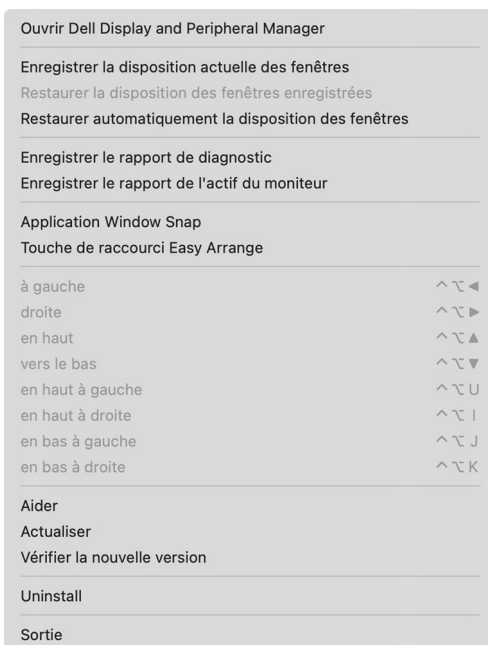 Ouvrir Dell Display and Peripheral Manager
Enregistrer la disposition actuelle des fenêtres
Restaurer la disposition des fenêtres enregistrées
Restaurer automatiquement la disposition des fenêtres
Enregistrer le rapport de diagnostic
Enregistrer le rapport de l'actif du moniteur
Application Window Snap
Touche de raccourci Easy Arrange
à gauche ⌃⌥◀
droite ⌃⌥▶
en haut ⌃⌥▲
vers le bas ⌃⌥▼
en haut à gauche ⌃⌥U
en haut à droite ⌃⌥I
en bas à gauche ⌃⌥J
en bas à droite ⌃⌥K
Aider
Actualiser
Vérifier la nouvelle version
Uninstall
Sortie